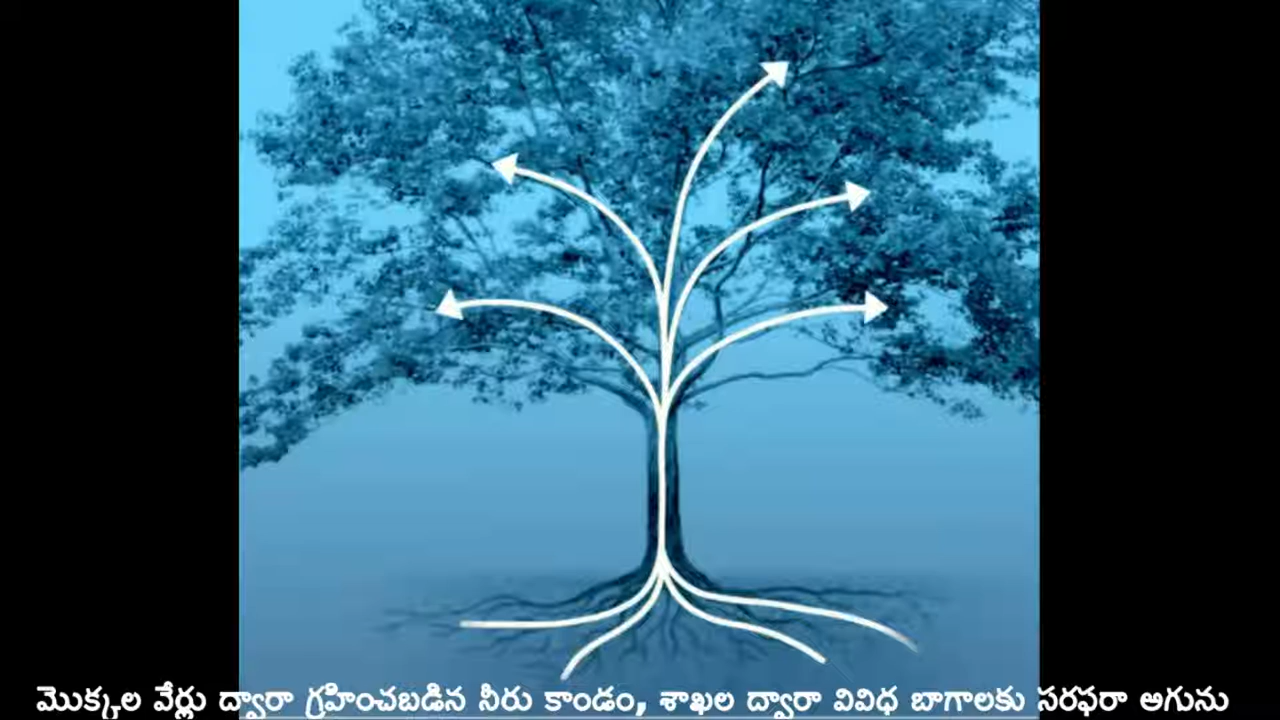 మొక్కల వేర్లు ద్వారా గ్రహించబడిన నీరు కాండం, శాఖల ద్వారా వివిధ బాగాలకు సరఫరా అగును